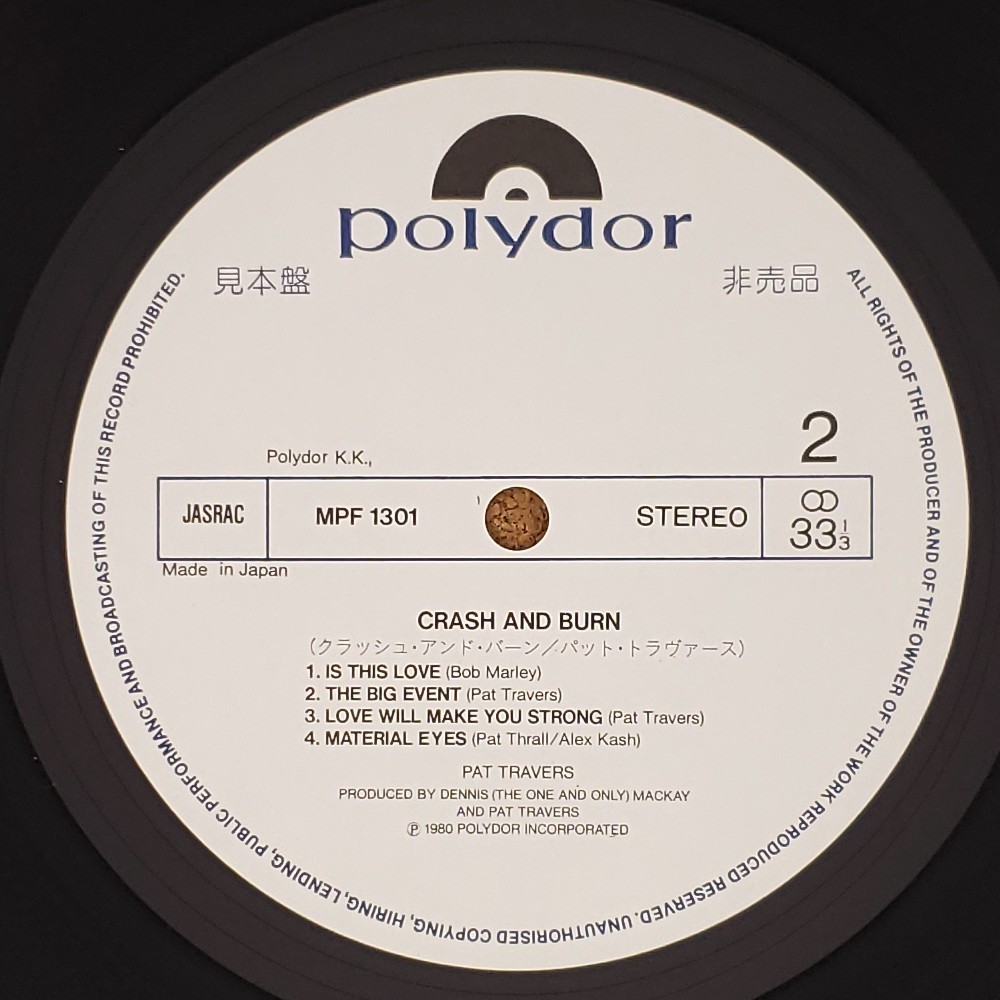 polydor
見本盤
非売品
2
Polydor K.K.,
JASRAC
MPF 1301
STEREO
33 1/3
Made in Japan
CRASH AND BURN
(クラッシュ・アンド・バーン/パット・トラヴァース)
1. IS THIS LOVE (Bob Marley)
2. THE BIG EVENT (Pat Travers)
3. LOVE WILL MAKE YOU STRONG (Pat Travers)
4. MATERIAL EYES (Pat Thrall/Alex Kash)
PAT TRAVERS
PRODUCED BY DENNIS (THE ONE AND ONLY) MACKAY
AND PAT TRAVERS
Ⓟ 1980 POLYDOR INCORPORATED
ALL RIGHTS OF THE PRODUCER AND OF THE OWNER OF THE WORK REPRODUCED RESERVED. UNAUTHORISED COPYING, HIRING, LENDING, PUBLIC PERFORMANCE AND BROADCASTING OF THIS RECORD PROHIBITED.